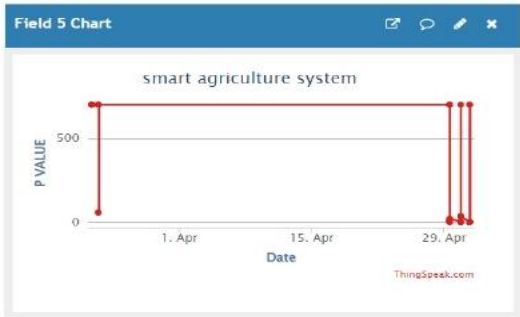 Field 5 Chart
smart agriculture system
P VALUE
500
0
1. Apr
15. Apr
29. Apr
Date
ThingSpeak.com